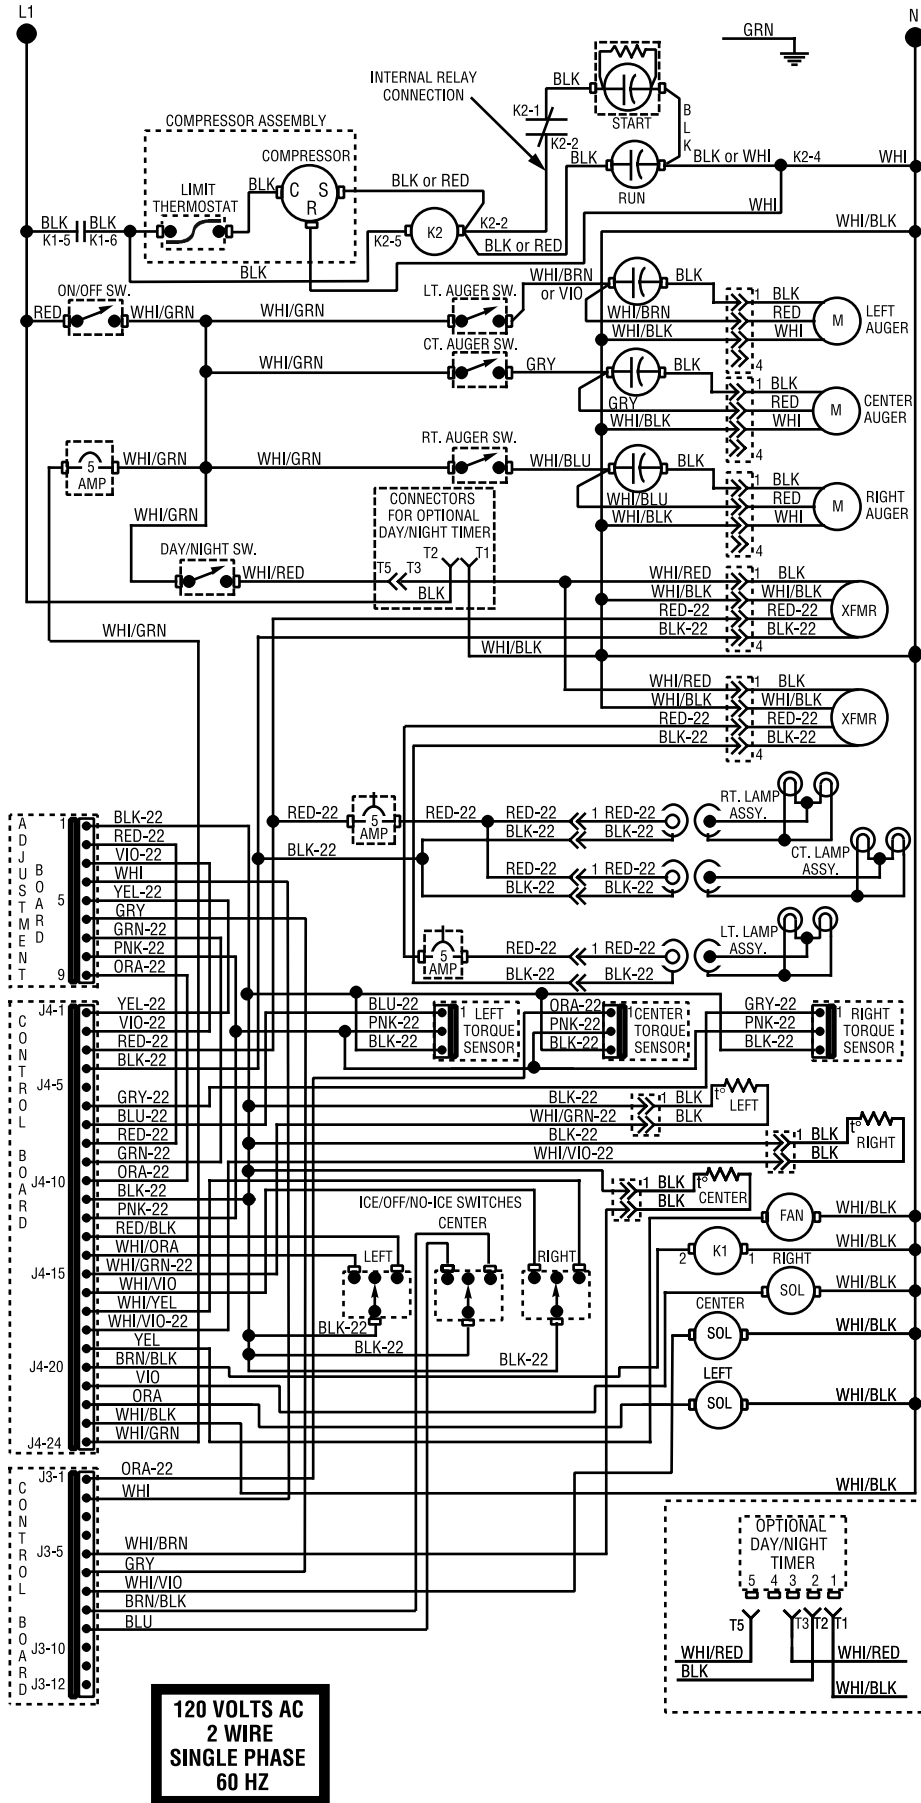 L1
N
GRN
INTERNAL RELAY
CONNECTION
BLK
START
K2-1
K2-2
B
L
K
COMPRESSOR ASSEMBLY
COMPRESSOR
LIMIT
THERMOSTAT
BLK
C S
R
BLK or RED
BLK
RUN
BLK or WHI
K2-4
WHI
WHI
BLK
K1-5
BLK
K1-6
K2-5
K2
K2-2
BLK or RED
WHI/BLK
BLK
ON/OFF SW.
RED
WHI/GRN
WHI/GRN
LT. AUGER SW.
WHI/BRN
or VIO
BLK
WHI/BRN
WHI/BLK
1
BLK
RED
WHI
4
M
LEFT
AUGER
WHI/GRN
CT. AUGER SW.
GRY
BLK
GRY
WHI/BLK
1 BLK
RED
WHI
4
M
CENTER
AUGER
5
AMP
WHI/GRN
WHI/GRN
RT. AUGER SW.
WHI/BLU
BLK
WHI/BLU
WHI/BLK
1 BLK
RED
WHI
4
M
RIGHT
AUGER
WHI/GRN
CONNECTORS
FOR OPTIONAL
DAY/NIGHT TIMER
T2 T1
T5 T3
BLK
DAY/NIGHT SW.
WHI/RED
WHI/RED
WHI/BLK
RED-22
BLK-22
1 BLK
WHI/BLK
RED-22
BLK-22
4
XFMR
WHI/GRN
WHI/BLK
WHI/RED
WHI/BLK
RED-22
BLK-22
1 BLK
WHI/BLK
RED-22
BLK-22
4
XFMR
RED-22
5
AMP
RED-22
RED-22
1 RED-22
BLK-22
BLK-22
RT. LAMP
ASSY.
BLK-22
RED-22
RED-22
BLK-22
BLK-22
CT. LAMP
ASSY.
5
AMP
RED-22
1 RED-22
BLK-22
BLK-22
LT. LAMP
ASSY.
ADJUSTMENT
BOARD
1
5
9
BLK-22
RED-22
VIO-22
WHI
YEL-22
GRY
GRN-22
PNK-22
ORA-22
CONTROL BOARD
J4-1
J4-5
J4-10
J4-15
J4-20
J4-24
YEL-22
VIO-22
RED-22
BLK-22
GRY-22
BLU-22
RED-22
GRN-22
ORA-22
BLK-22
PNK-22
RED/BLK
WHI/ORA
WHI/GRN-22
WHI/VIO
WHI/YEL
WHI/VIO-22
YEL
BRN/BLK
VIO
ORA
WHI/BLK
WHI/GRN
BLU-22
PNK-22
BLK-22
1
LEFT
TORQUE
SENSOR
ORA-22
PNK-22
BLK-22
1
CENTER
TORQUE
SENSOR
GRY-22
PNK-22
BLK-22
1
RIGHT
TORQUE
SENSOR
BLK-22
WHI/GRN-22
1 BLK
BLK
t°
LEFT
BLK-22
WHI/VIO-22
1 BLK
BLK
t°
RIGHT
1 BLK
BLK
t°
CENTER
ICE/OFF/NO-ICE SWITCHES
CENTER
LEFT
RIGHT
BLK-22
BLK-22
BLK-22
FAN
WHI/BLK
2
K1
1
WHI/BLK
RIGHT
SOL
WHI/BLK
CENTER
SOL
WHI/BLK
LEFT
SOL
WHI/BLK
WHI/BLK
CONTROL BOARD
J3-1
J3-5
J3-10
J3-12
ORA-22
WHI
WHI/BRN
GRY
WHI/VIO
BRN/BLK
BLU
OPTIONAL
DAY/NIGHT
TIMER
5 4 3 2 1
T5 T3 T2 T1
WHI/RED
BLK
WHI/RED
WHI/BLK
120 VOLTS AC
2 WIRE
SINGLE PHASE
60 HZ